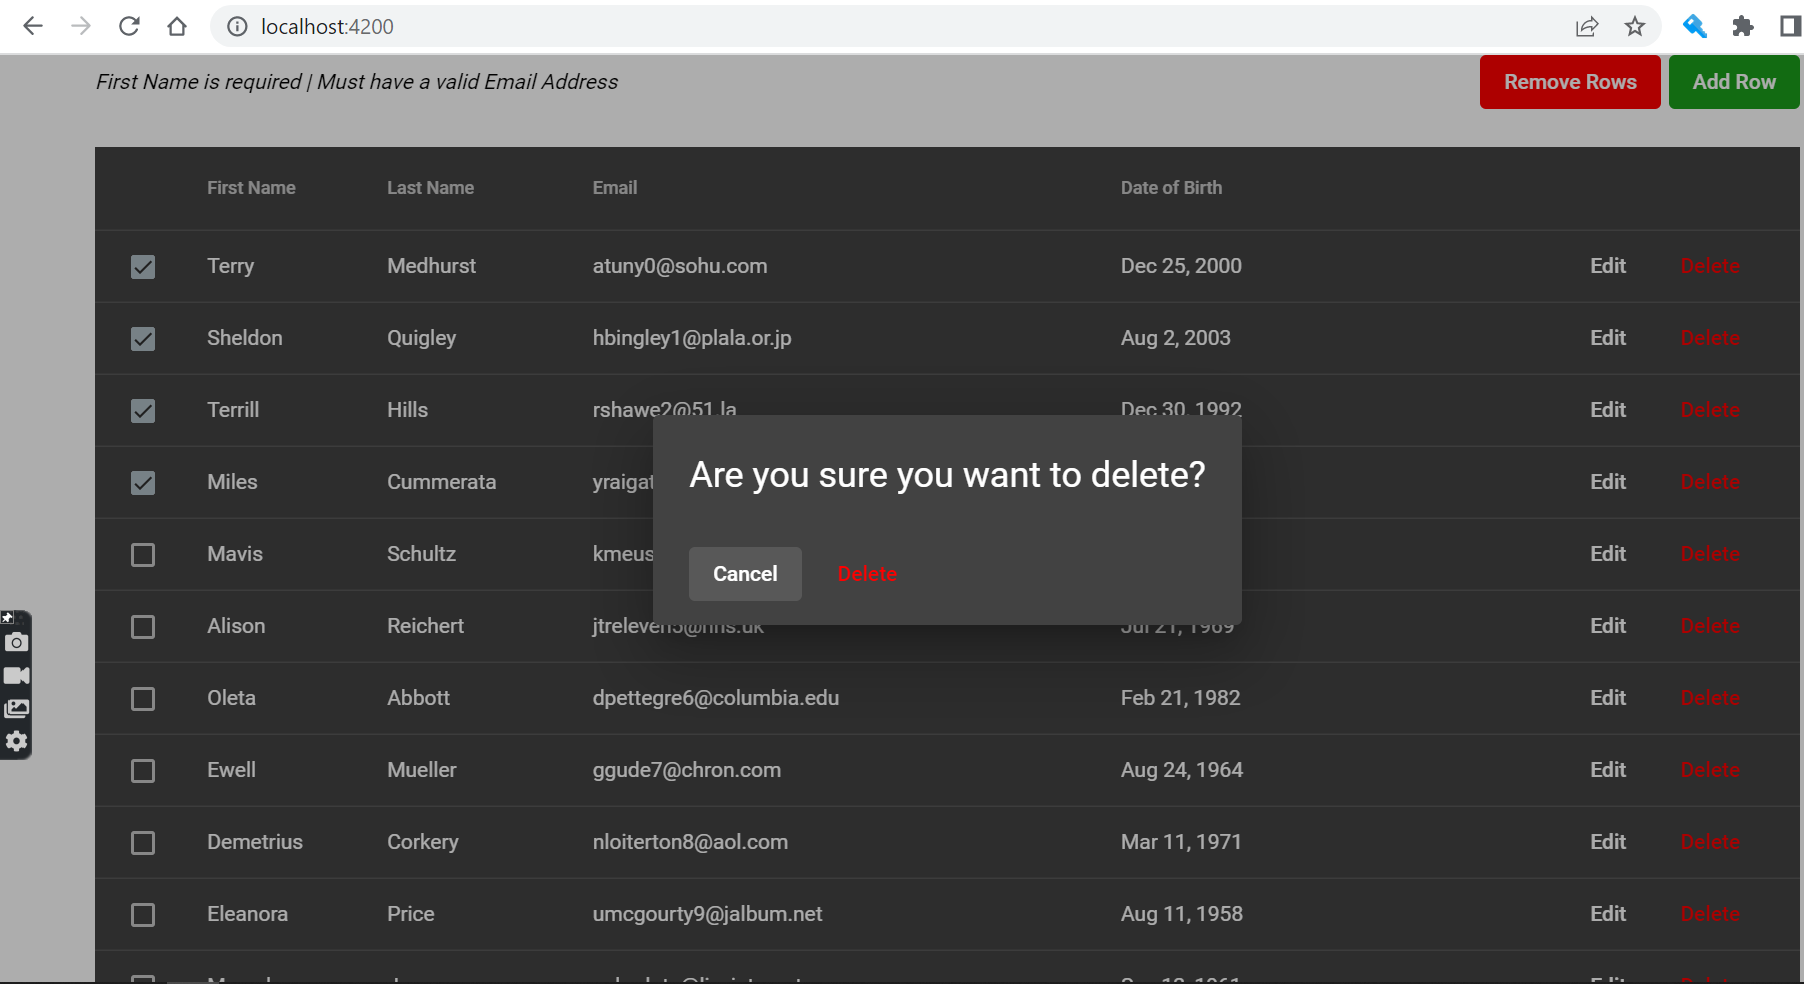 localhost:4200
First Name is required | Must have a valid Email Address
Remove Rows Add Row
First Name Last Name Email Date of Birth
Terry Medhurst atuny0@sohu.com Dec 25, 2000 Edit Delete
Sheldon Quigley hbingley1@plala.or.jp Aug 2, 2003 Edit Delete
Terrill Hills rshawe2@51.la Dec 30, 1992 Edit Delete
Miles Cummerata yraigat Edit Delete
Are you sure you want to delete?
Mavis Schultz kmeus Edit Delete
Cancel Delete
Alison Reichert jtreleven5@nhs.uk Jul 21, 1969 Edit Delete
Oleta Abbott dpettegre6@columbia.edu Feb 21, 1982 Edit Delete
Ewell Mueller ggude7@chron.com Aug 24, 1964 Edit Delete
Demetrius Corkery nloiterton8@aol.com Mar 11, 1971 Edit Delete
Eleanora Price umcgourty9@jalbum.net Aug 11, 1958 Edit Delete
Edit Delete